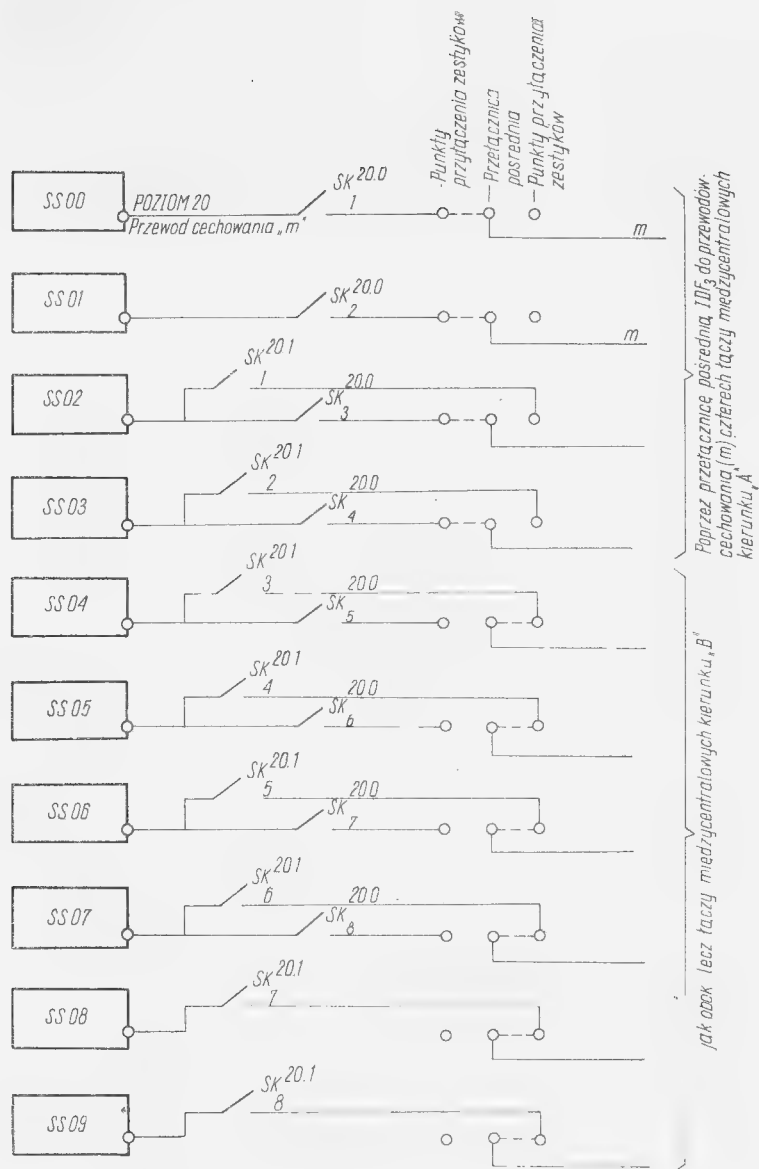 Punkty
przyłączenia zestyków
Przełącznica
pośrednia
Punkty przyłączenia
zestyków
SS 00
POZIOM 20
Przewod cechowania „m"
SK 20.0
1
m
SS 01
SK 20.0
2
m
SS 02
SK 20.1
1
SK 20.0
3
SS 03
SK 20.1
2
SK 20.0
4
SS 04
SK 20.1
3
SK 20.0
5
SS 05
SK 20.1
4
SK 20.0
6
SS 06
SK 20.1
5
SK 20.0
7
SS 07
SK 20.1
6
SK 20.0
8
SS 08
SK 20.1
7
SS 09
SK 20.1
8
Poprzez przełącznicę pośrednią IDF3 do przewodów
cechowania (m) czterech łączy międzycentralowych
kierunku „A"
jak obok lecz łączy międzycentralowych kierunku „B"